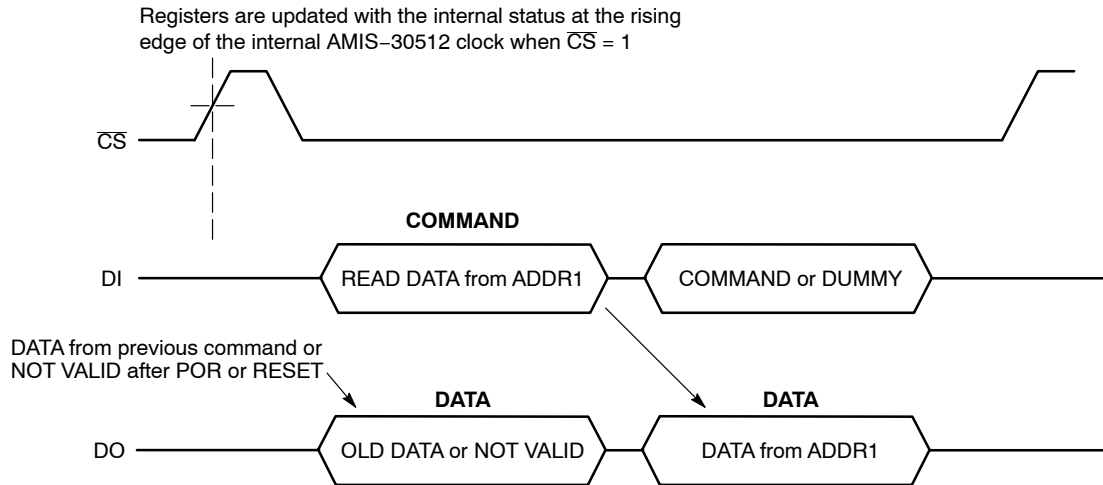 Registers are updated with the internal status at the rising
edge of the internal AMIS−30512 clock when C̅S̅ = 1
C̅S̅
COMMAND
DI
READ DATA from ADDR1
COMMAND or DUMMY
DATA from previous command or
NOT VALID after POR or RESET
DATA
DATA
DO
OLD DATA or NOT VALID
DATA from ADDR1